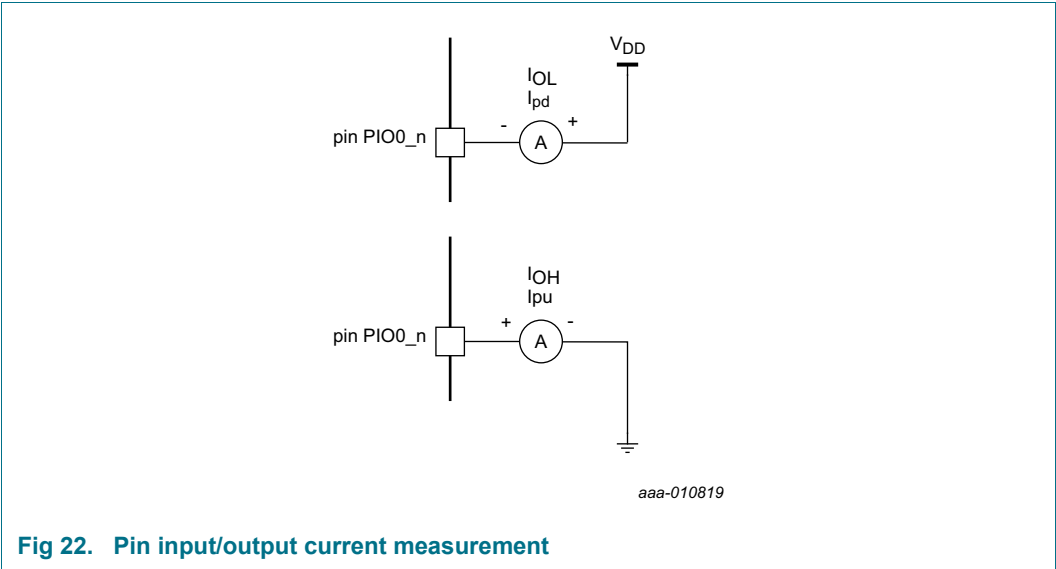 VDD
IOL
Ipd
- +
A
pin PIO0_n
IOH
Ipu
+ -
A
pin PIO0_n
aaa-010819
Fig 22. Pin input/output current measurement